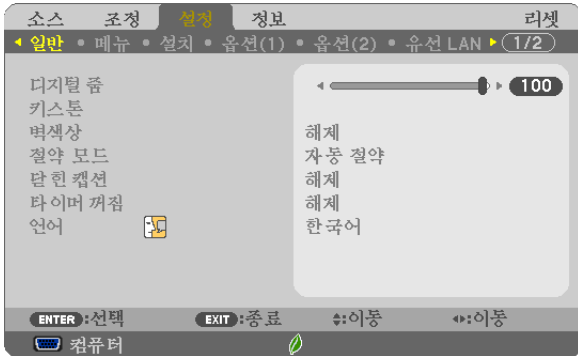 소스 조정 설정 정보 리셋
일반 • 메뉴 • 설치 • 옵션(1) • 옵션(2) • 유선 LAN 1/2
디지털 줌 100
키스톤
벽색상 해제
절약 모드 자동 절약
닫힌 캡션 해제
타이머 꺼짐 해제
언어 한국어
ENTER :선택 EXIT :종료 :이동 :이동
컴퓨터